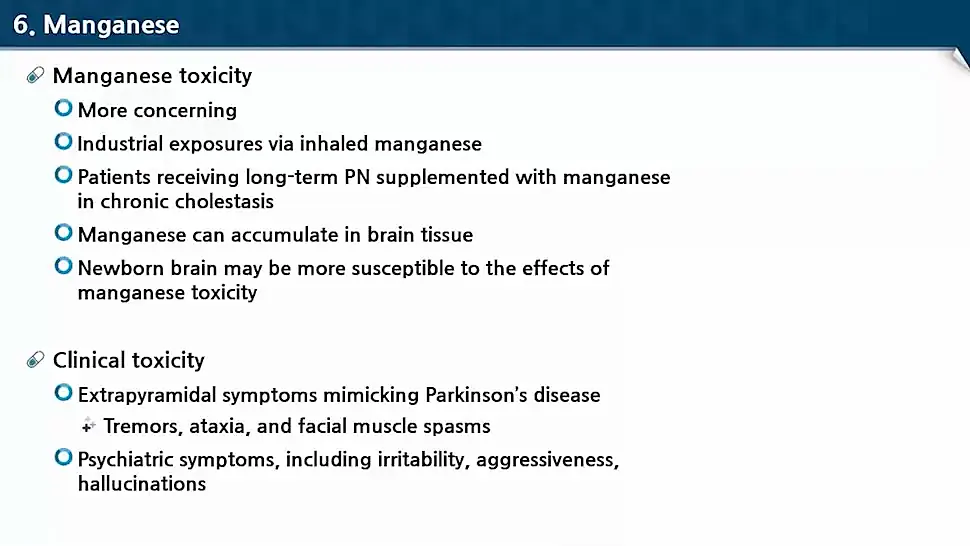 6. Manganese
Manganese toxicity
More concerning
Industrial exposures via inhaled manganese
Patients receiving long-term PN supplemented with manganese
in chronic cholestasis
Manganese can accumulate in brain tissue
Newborn brain may be more susceptible to the effects of
manganese toxicity
Clinical toxicity
Extrapyramidal symptoms mimicking Parkinson's disease
Tremors, ataxia, and facial muscle spasms
Psychiatric symptoms, including irritability, aggressiveness,
hallucinations